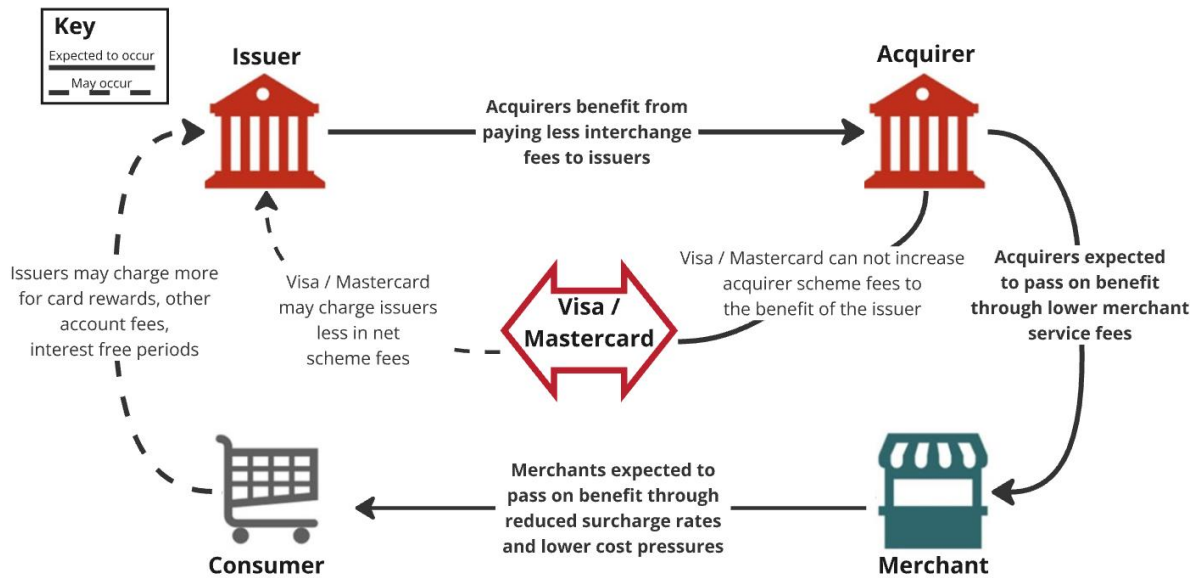 Key
Expected to occur
May occur
Issuer
Acquirer
Acquirers benefit from
paying less interchange
fees to issuers
Issuers may charge more
for card rewards, other
account fees,
interest free periods
Visa / Mastercard
may charge issuers
less in net
scheme fees
Visa /
Mastercard
Visa / Mastercard can not increase
acquirer scheme fees to
the benefit of the issuer
Acquirers expected
to pass on benefit
through lower merchant
service fees
Merchants expected to
pass on benefit through
reduced surcharge rates
and lower cost pressures
Consumer
Merchant